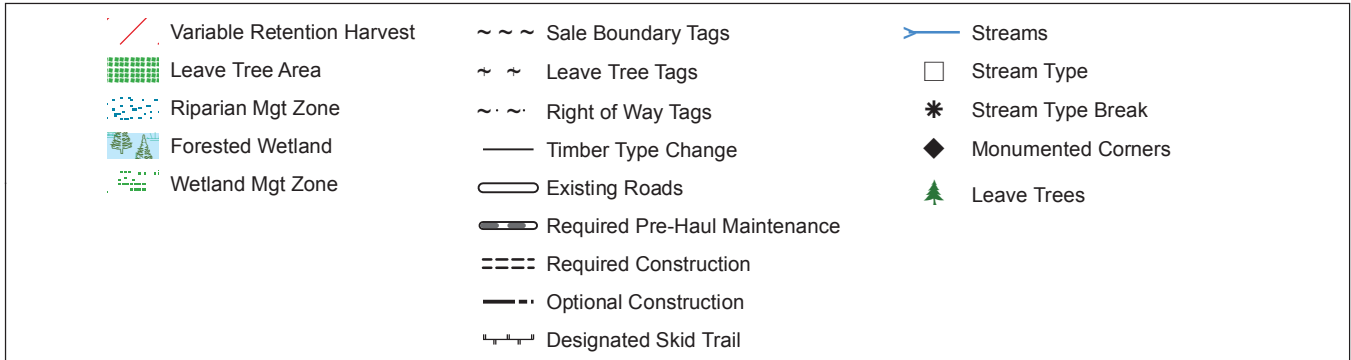 Variable Retention Harvest
Leave Tree Area
Riparian Mgt Zone
Forested Wetland
Wetland Mgt Zone
Sale Boundary Tags
Leave Tree Tags
Right of Way Tags
Timber Type Change
Existing Roads
Required Pre-Haul Maintenance
Required Construction
Optional Construction
Designated Skid Trail
Streams
Stream Type
Stream Type Break
Monumented Corners
Leave Trees